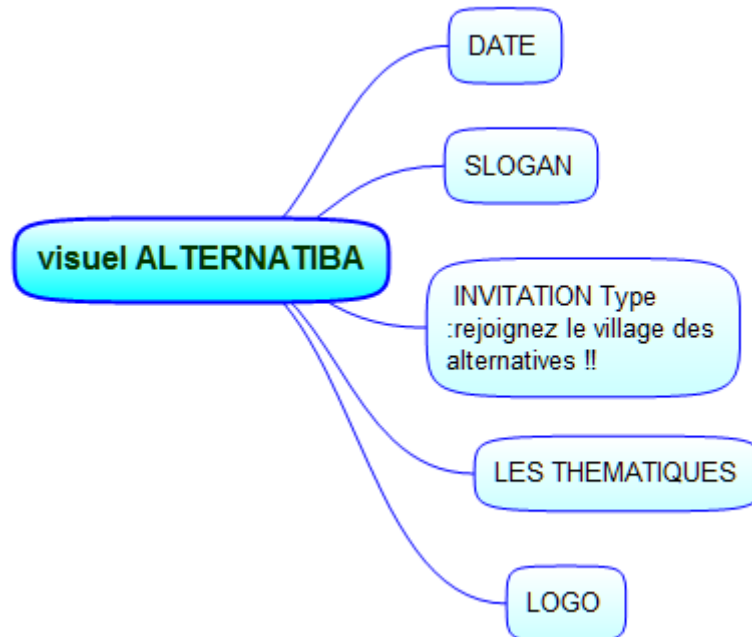 DATE
SLOGAN
visuel ALTERNATIBA
INVITATION Type
:rejoignez le village des
alternatives !!
LES THEMATIQUES
LOGO